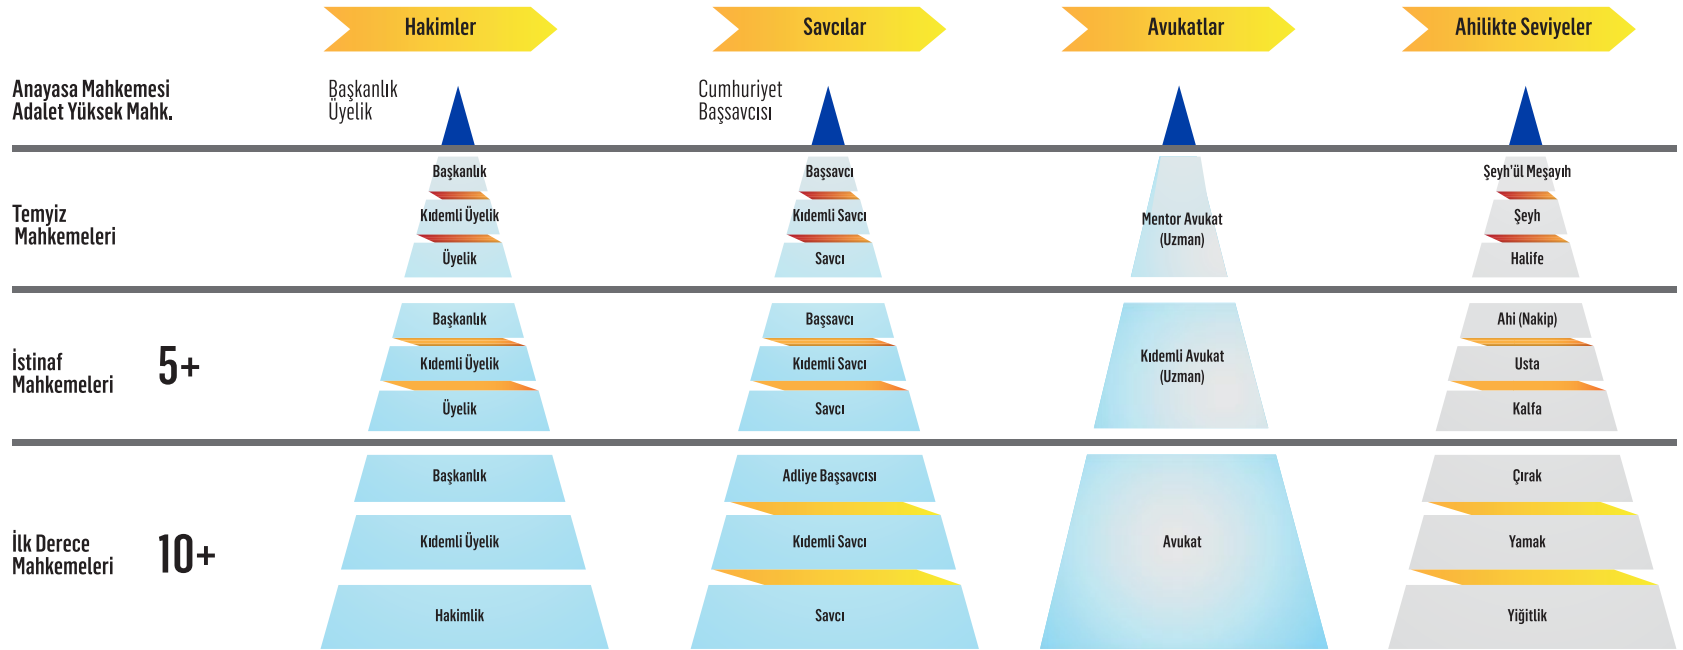 Hakimler
Savcılar
Avukatlar
Ahilikte Seviyeler
Anayasa Mahkemesi
Adalet Yüksek Mahk.
Başkanlık
Üyelik
Cumhuriyet
Başsavcısı
Temyiz
Mahkemeleri
Başkanlık
Kıdemli Üyelik
Üyelik
Başsavcı
Kıdemli Savcı
Savcı
Mentor Avukat
(Uzman)
Şeyh'ül Meşayıh
Şeyh
Halife
İstinaf
Mahkemeleri
5+
Başkanlık
Kıdemli Üyelik
Üyelik
Başsavcı
Kıdemli Savcı
Savcı
Kıdemli Avukat
(Uzman)
Ahi (Nakip)
Usta
Kalfa
İlk Derece
Mahkemeleri
10+
Başkanlık
Kıdemli Üyelik
Hakimlik
Adliye Başsavcısı
Kıdemli Savcı
Savcı
Avukat
Çırak
Yamak
Yiğitlik